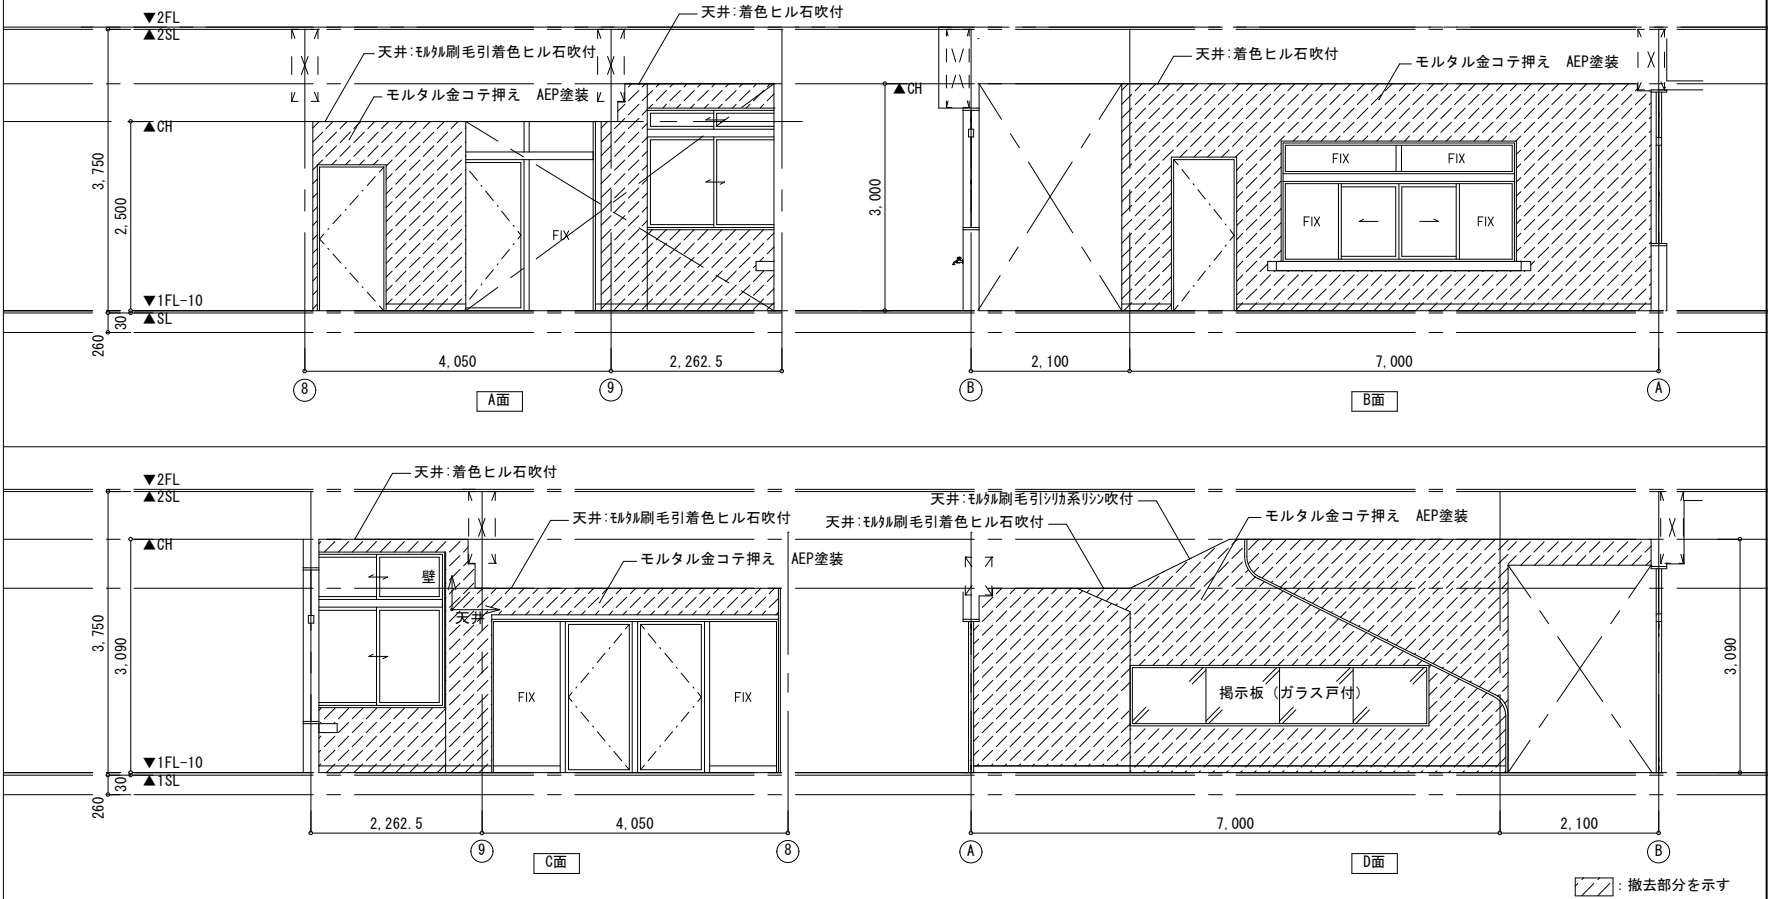 ▼2FL
▲2SL
天井:着色ヒル石吹付
天井:ﾓﾙﾀﾙ刷毛引着色ヒル石吹付
モルタル金コテ押え AEP塗装
▲CH
3,750
2,500
FIX
▼1FL-10
▲SL
30
260
4,050
2,262.5
8
9
A面
天井:着色ヒル石吹付
モルタル金コテ押え AEP塗装
▲CH
3,000
FIX
FIX
FIX
FIX
2,100
7,000
B
A
B面
▼2FL
▲2SL
天井:着色ヒル石吹付
天井:ﾓﾙﾀﾙ刷毛引着色ヒル石吹付
モルタル金コテ押え AEP塗装
▲CH
壁
天井
3,750
3,090
FIX
FIX
▼1FL-10
▲1SL
30
260
2,262.5
4,050
9
8
C面
天井:ﾓﾙﾀﾙ刷毛引ｼﾘｶ系ﾘｼﾝ吹付
天井:ﾓﾙﾀﾙ刷毛引着色ヒル石吹付
モルタル金コテ押え AEP塗装
掲示板（ガラス戸付）
3,090
7,000
2,100
A
B
D面
：撤去部分を示す